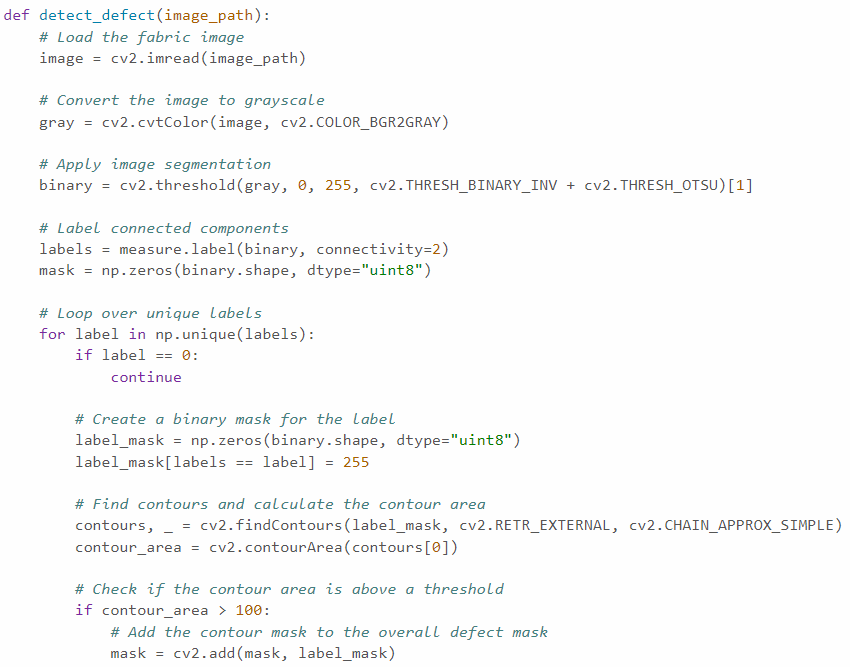 def detect_defect(image_path):
    # Load the fabric image
    image = cv2.imread(image_path)

    # Convert the image to grayscale
    gray = cv2.cvtColor(image, cv2.COLOR_BGR2GRAY)

    # Apply image segmentation
    binary = cv2.threshold(gray, 0, 255, cv2.THRESH_BINARY_INV + cv2.THRESH_OTSU)[1]

    # Label connected components
    labels = measure.label(binary, connectivity=2)
    mask = np.zeros(binary.shape, dtype="uint8")

    # Loop over unique labels
    for label in np.unique(labels):
        if label == 0:
            continue

        # Create a binary mask for the label
        label_mask = np.zeros(binary.shape, dtype="uint8")
        label_mask[labels == label] = 255

        # Find contours and calculate the contour area
        contours, _ = cv2.findContours(label_mask, cv2.RETR_EXTERNAL, cv2.CHAIN_APPROX_SIMPLE)
        contour_area = cv2.contourArea(contours[0])

        # Check if the contour area is above a threshold
        if contour_area > 100:
            # Add the contour mask to the overall defect mask
            mask = cv2.add(mask, label_mask)